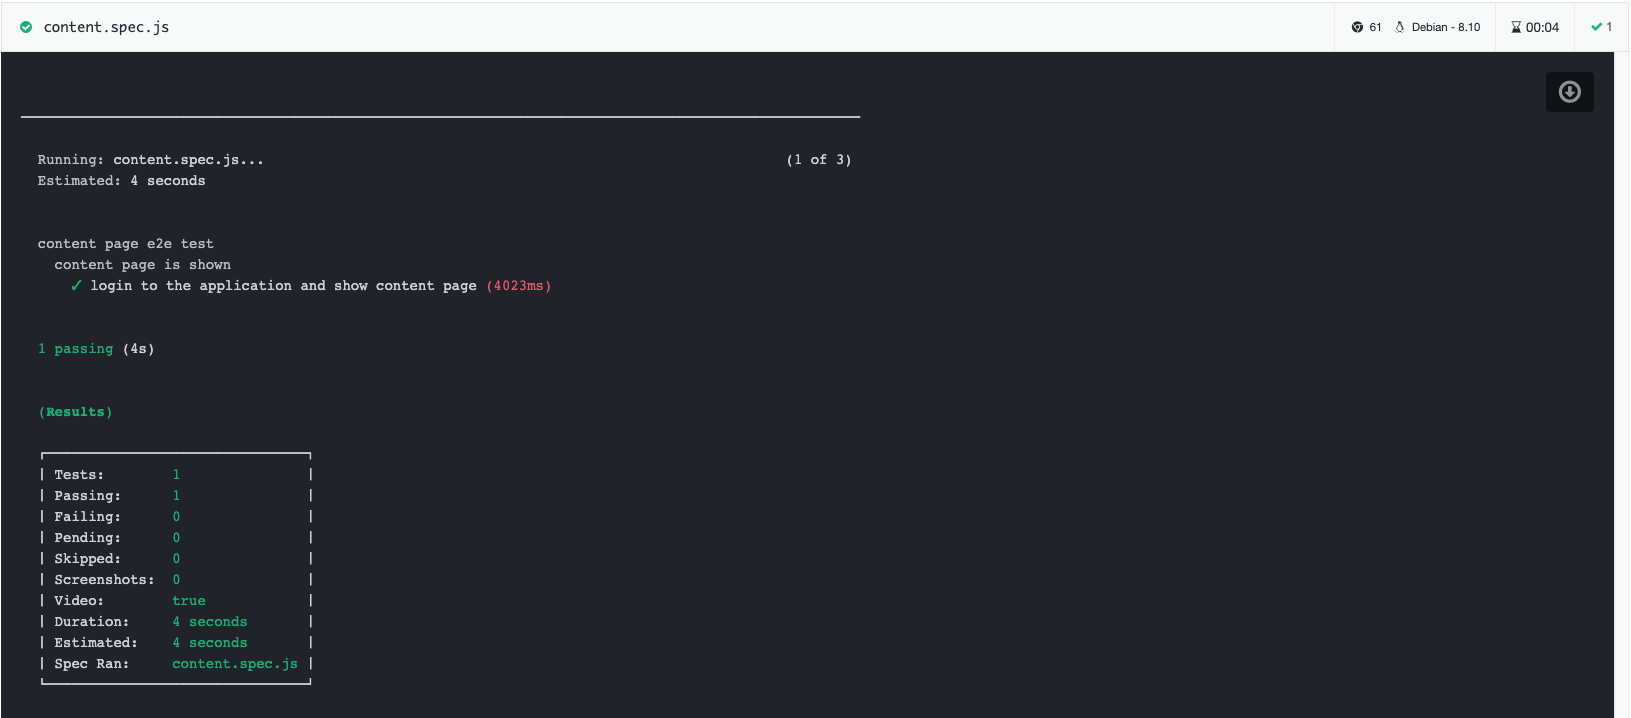 content.spec.js 61 Debian - 8.10 00:04 1
Running: content.spec.js... (1 of 3)
Estimated: 4 seconds
content page e2e test
content page is shown
✓ login to the application and show content page (4023ms)
1 passing (4s)
(Results)
Tests: 1
Passing: 1
Failing: 0
Pending: 0
Skipped: 0
Screenshots: 0
Video: true
Duration: 4 seconds
Estimated: 4 seconds
Spec Ran: content.spec.js